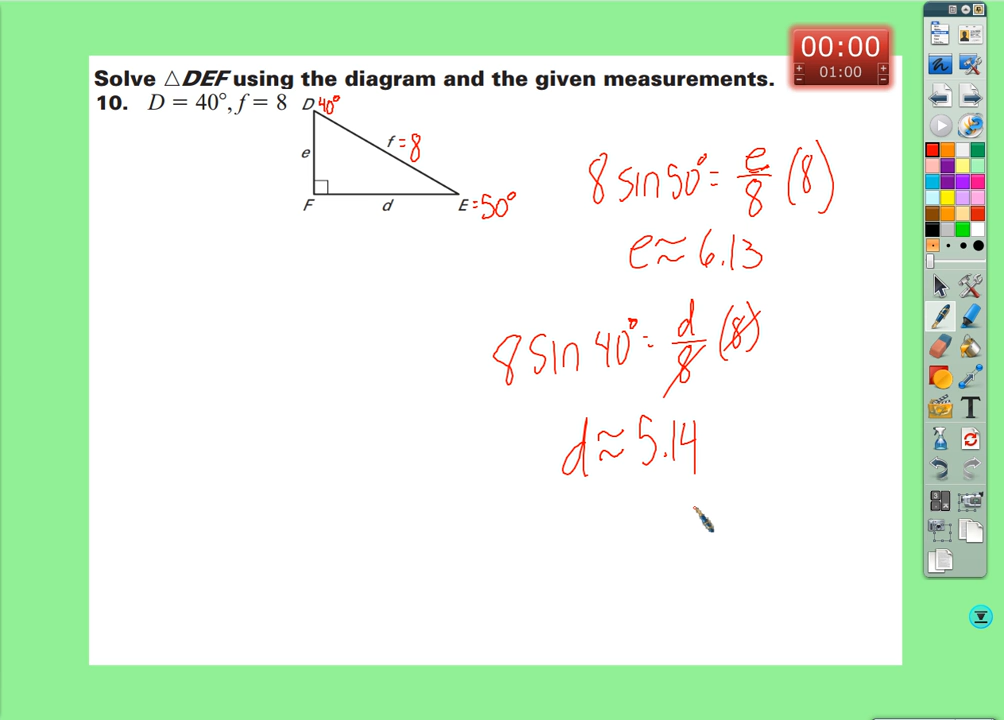 00:00
01:00
Solve △DEF using the diagram and the given measurements.
10. D = 40°, f = 8
D 40°
e
f = 8
F
d
E = 50°
8 sin 50° = e/8 (8)
e ≈ 6.13
8 sin 40° = d/8 (8)
d ≈ 5.14
T